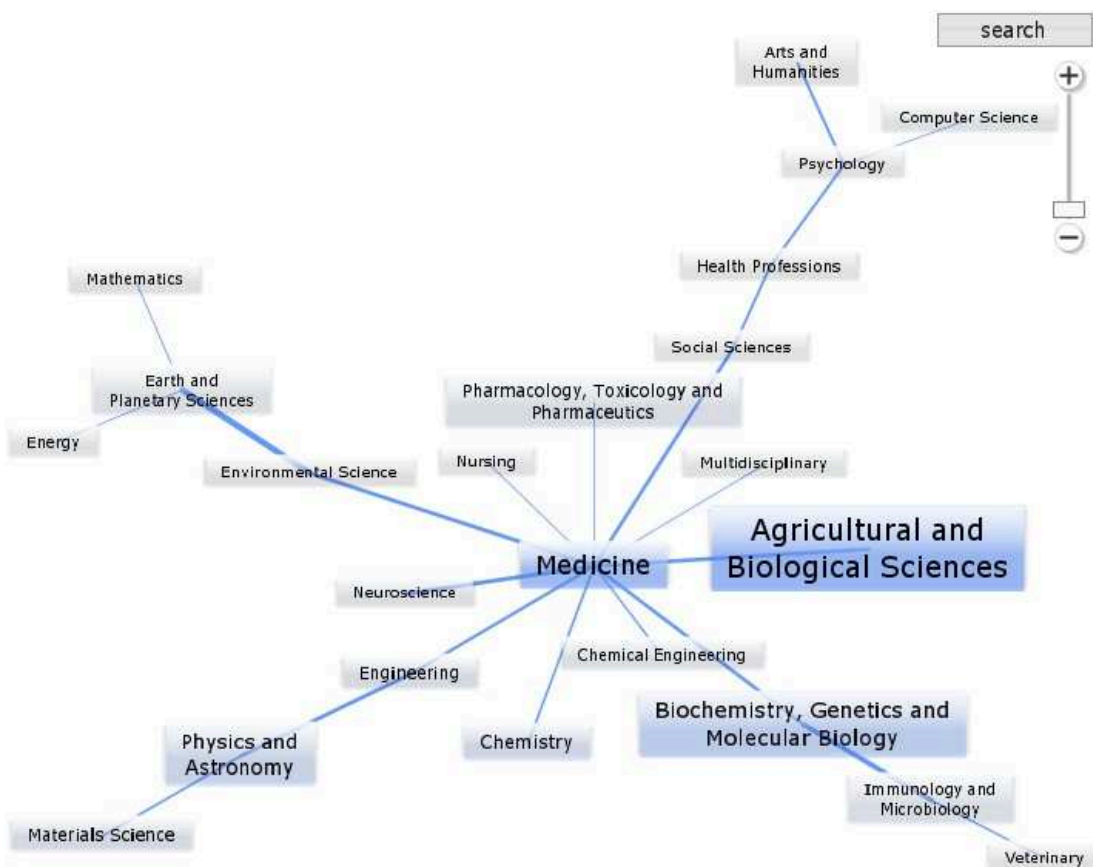 search
Arts and
Humanities
+
Computer Science
Psychology
−
Health Professions
Mathematics
Social Sciences
Earth and
Planetary Sciences
Pharmacology, Toxicology and
Pharmaceutics
Energy
Environmental Science
Nursing
Multidisciplinary
Agricultural and
Biological Sciences
Medicine
Neuroscience
Chemical Engineering
Engineering
Biochemistry, Genetics and
Molecular Biology
Physics and
Astronomy
Chemistry
Immunology and
Microbiology
Materials Science
Veterinary